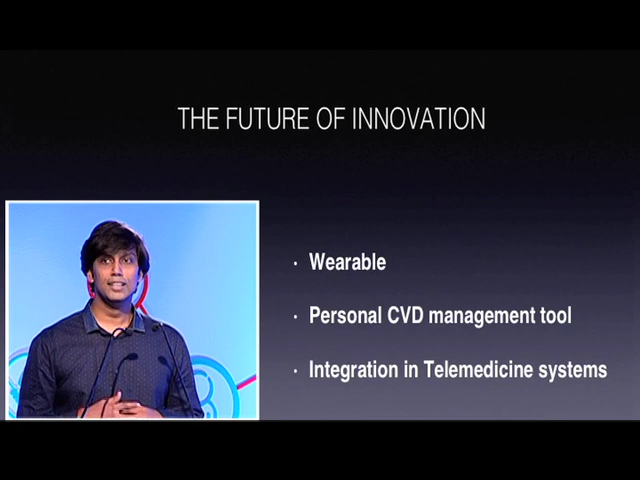 THE FUTURE OF INNOVATION
· Wearable
· Personal CVD management tool
· Integration in Telemedicine systems